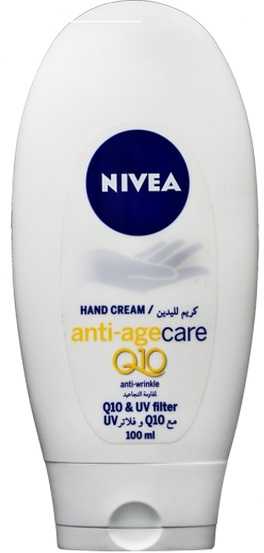 NIVEA
HAND CREAM / كريم لليدين
anti-agecare
Q10
anti-wrinkle
لمقاومة التجاعيد
Q10 & UV filter
مع Q10 و فلاتر UV
100 ml